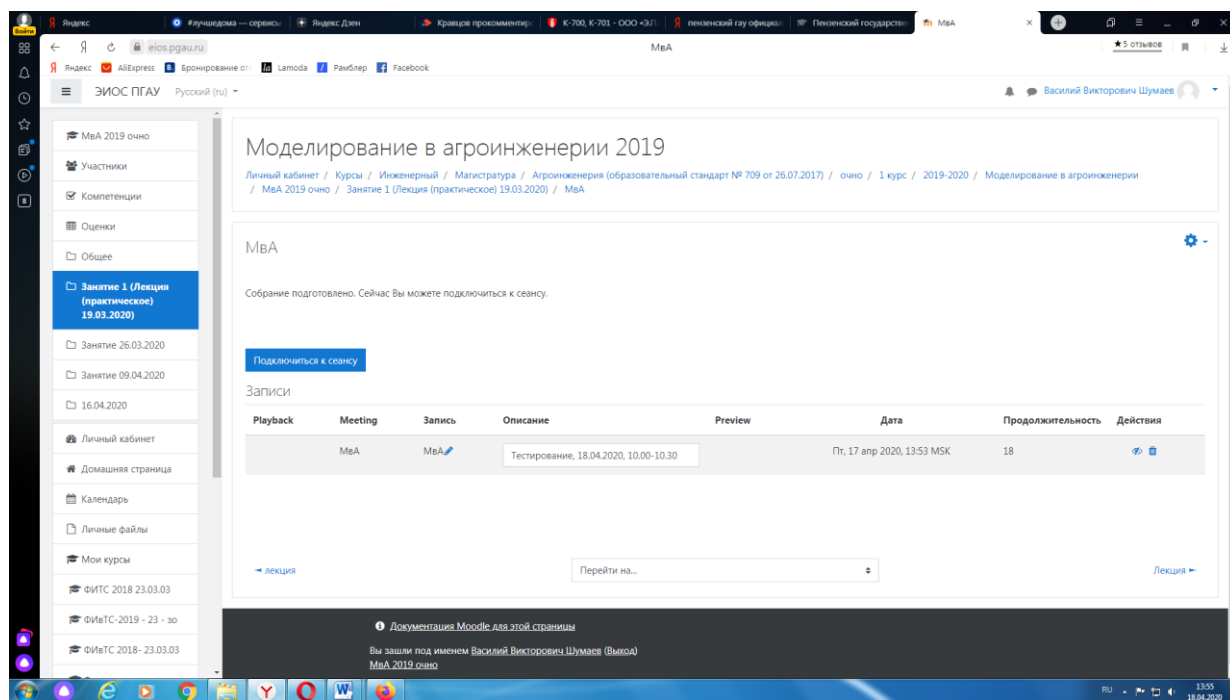 Яндекс
#лучшедома — сервисы
Яндекс Дзен
Кравцов прокомментир
К-700, К-701 - ООО «ЭЛ
пензенский гау официал
Пензенский государстве
МвА
Войти
eios.pgau.ru
МвА
★5 отзывов
Яндекс
AliExpress
Бронирование от
Lamoda
Рамблер
Facebook
ЭИОС ПГАУ
Русский (ru)
Василий Викторович Шумаев
МвА 2019 очно
Участники
Компетенции
Оценки
Общее
Занятие 1 (Лекция
(практическое)
19.03.2020)
Занятие 26.03.2020
Занятие 09.04.2020
16.04.2020
Личный кабинет
Домашняя страница
Календарь
Личные файлы
Мои курсы
ФИТС 2018 23.03.03
ФИвТС-2019 - 23 - зо
ФИвТС 2018- 23.03.03
Моделирование в агроинженерии 2019
Личный кабинет / Курсы / Инженерный / Магистратура / Агроинженерия (образовательный стандарт № 709 от 26.07.2017) / очно / 1 курс / 2019-2020 / Моделирование в агроинженерии
/ МвА 2019 очно / Занятие 1 (Лекция (практическое) 19.03.2020) / МвА
МвА
Собрание подготовлено. Сейчас Вы можете подключиться к сеансу.
Подключиться к сеансу
Записи
Playback Meeting Запись Описание Preview Дата Продолжительность Действия
МвА МвА Тестирование, 18.04.2020, 10.00-10.30 Пт, 17 апр 2020, 13:53 MSK 18
◄ лекция
Перейти на...
Лекция ►
Документация Moodle для этой страницы
Вы зашли под именем Василий Викторович Шумаев (Выход)
МвА 2019 очно
RU
13:55
18.04.2020